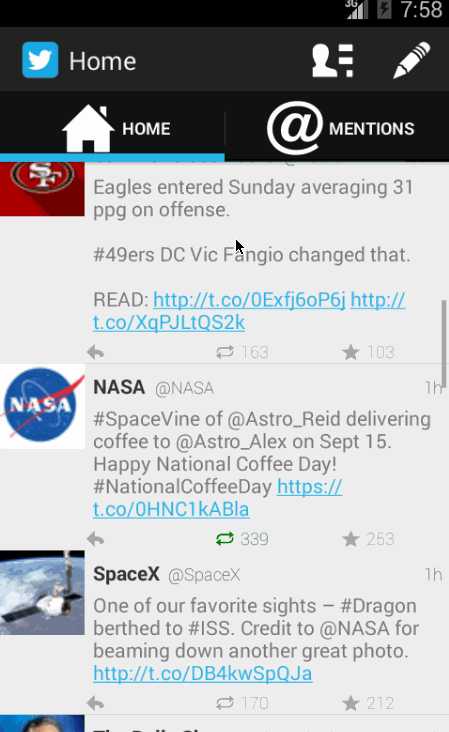 3G 7:58
Home
HOME
MENTIONS
Eagles entered Sunday averaging 31
ppg on offense.
#49ers DC Vic Fangio changed that.
READ: http://t.co/0Exfj6oP6j http://
t.co/XqPJLtQS2k
163 103
SF
NASA @NASA 1h
NASA
#SpaceVine of @Astro_Reid delivering
coffee to @Astro_Alex on Sept 15.
Happy National Coffee Day!
#NationalCoffeeDay https://
t.co/0HNC1kABla
339 253
SpaceX @SpaceX 1h
One of our favorite sights – #Dragon
berthed to #ISS. Credit to @NASA for
beaming down another great photo.
http://t.co/DB4kwSpQJa
170 212